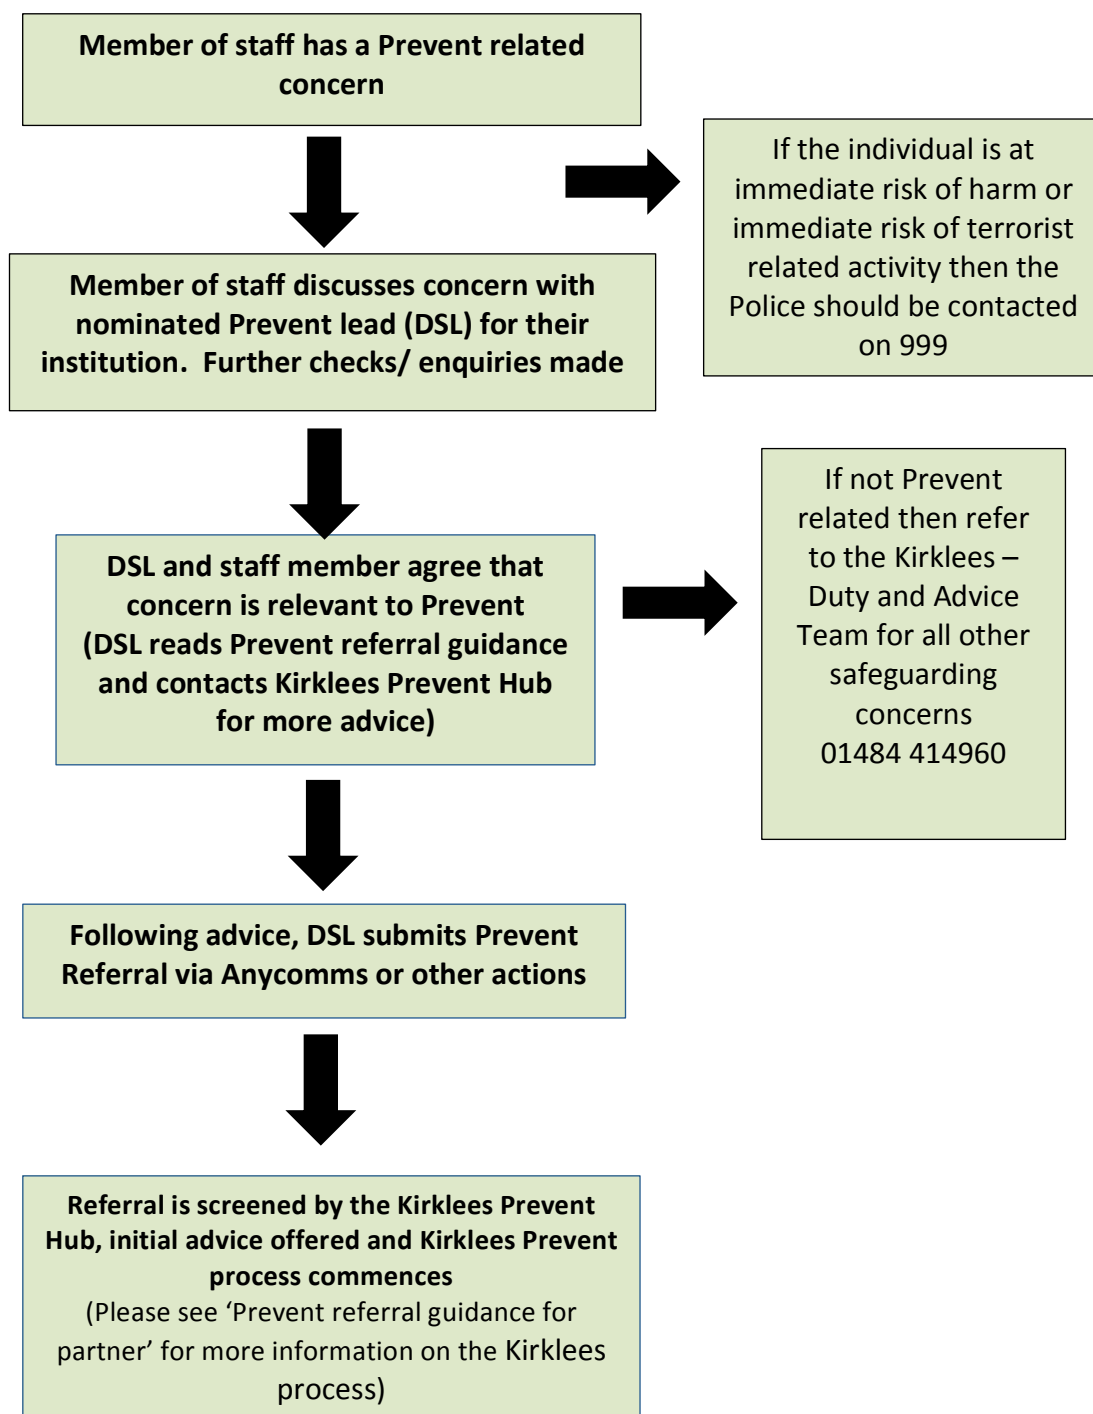 Member of staff has a Prevent related
concern
If the individual is at
immediate risk of harm or
immediate risk of terrorist
related activity then the
Police should be contacted
on 999
Member of staff discusses concern with
nominated Prevent lead (DSL) for their
institution.  Further checks/ enquiries made
If not Prevent
related then refer
to the Kirklees –
Duty and Advice
Team for all other
safeguarding
concerns
01484 414960
DSL and staff member agree that
concern is relevant to Prevent
(DSL reads Prevent referral guidance
and contacts Kirklees Prevent Hub
for more advice)
Following advice, DSL submits Prevent
Referral via Anycomms or other actions
Referral is screened by the Kirklees Prevent
Hub, initial advice offered and Kirklees Prevent
process commences
(Please see ‘Prevent referral guidance for
partner’ for more information on the Kirklees
process)